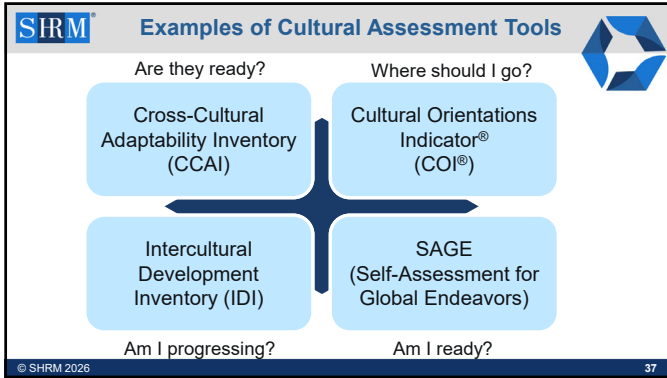 SHRM®
Examples of Cultural Assessment Tools
Are they ready?
Where should I go?
Cross-Cultural
Adaptability Inventory
(CCAI)
Cultural Orientations
Indicator®
(COI®)
Intercultural
Development
Inventory (IDI)
SAGE
(Self-Assessment for
Global Endeavors)
Am I progressing?
Am I ready?
© SHRM 2026
37